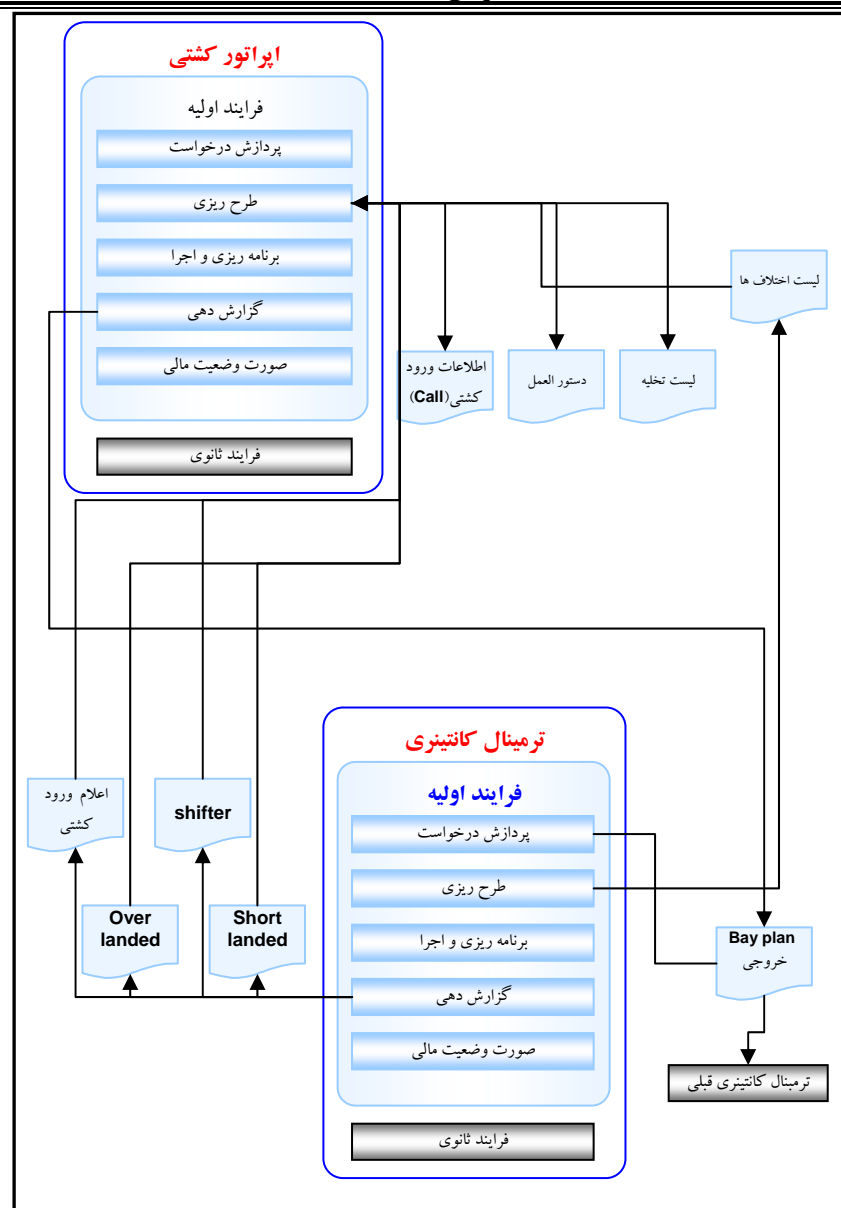 اپراتور کشتی
فرایند اولیه
پردازش درخواست
طرح ریزی
برنامه ریزی و اجرا
گزارش دهی
صورت وضعیت مالی
فرایند ثانوی
لیست اختلاف ها
اطلاعات ورود
کشتی(Call)
دستور العمل
لیست تخلیه
ترمینال کانتینری
فرایند اولیه
پردازش درخواست
طرح ریزی
برنامه ریزی و اجرا
گزارش دهی
صورت وضعیت مالی
فرایند ثانوی
اعلام ورود
کشتی
shifter
Over
landed
Short
landed
Bay plan
خروجی
ترمینال کانتینری قبلی